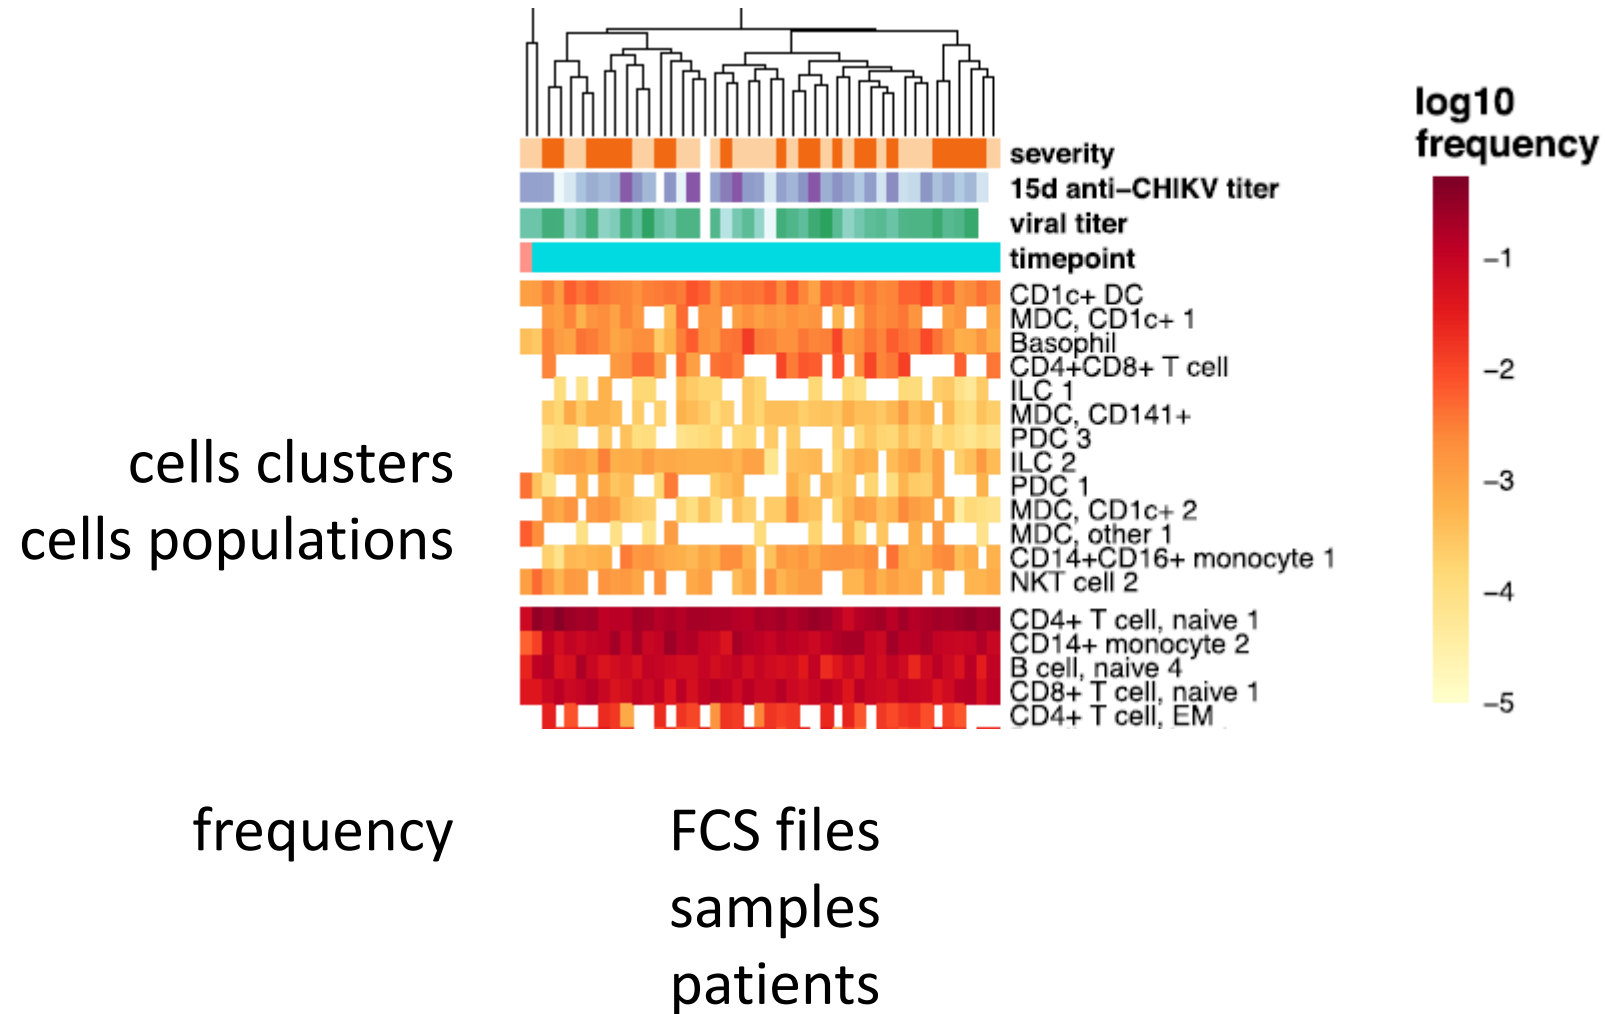 log10
frequency
severity
15d anti−CHIKV titer
viral titer
timepoint
CD1c+ DC
MDC, CD1c+ 1
Basophil
CD4+CD8+ T cell
ILC 1
MDC, CD141+
PDC 3
ILC 2
PDC 1
MDC, CD1c+ 2
MDC, other 1
CD14+CD16+ monocyte 1
NKT cell 2
CD4+ T cell, naive 1
CD14+ monocyte 2
B cell, naive 4
CD8+ T cell, naive 1
CD4+ T cell, EM
−1
−2
−3
−4
−5
cells clusters
cells populations
frequency
FCS files
samples
patients